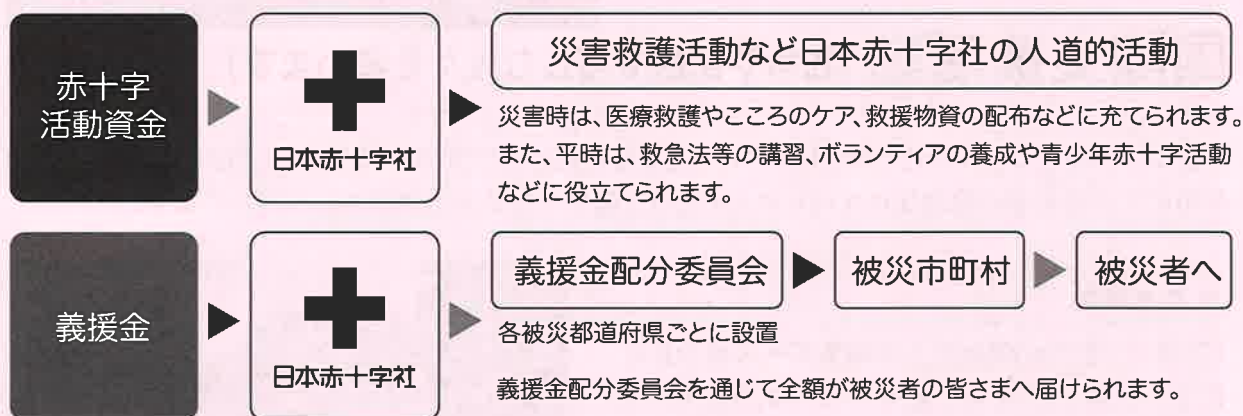 赤十字
活動資金
日本赤十字社
災害救護活動など日本赤十字社の人道的活動
災害時は、医療救護やこころのケア、救援物資の配布などに充てられます。
また、平時は、救急法等の講習、ボランティアの養成や青少年赤十字活動
などに役立てられます。
義援金
日本赤十字社
義援金配分委員会
被災市町村
被災者へ
各被災都道府県ごとに設置
義援金配分委員会を通じて全額が被災者の皆さまへ届けられます。